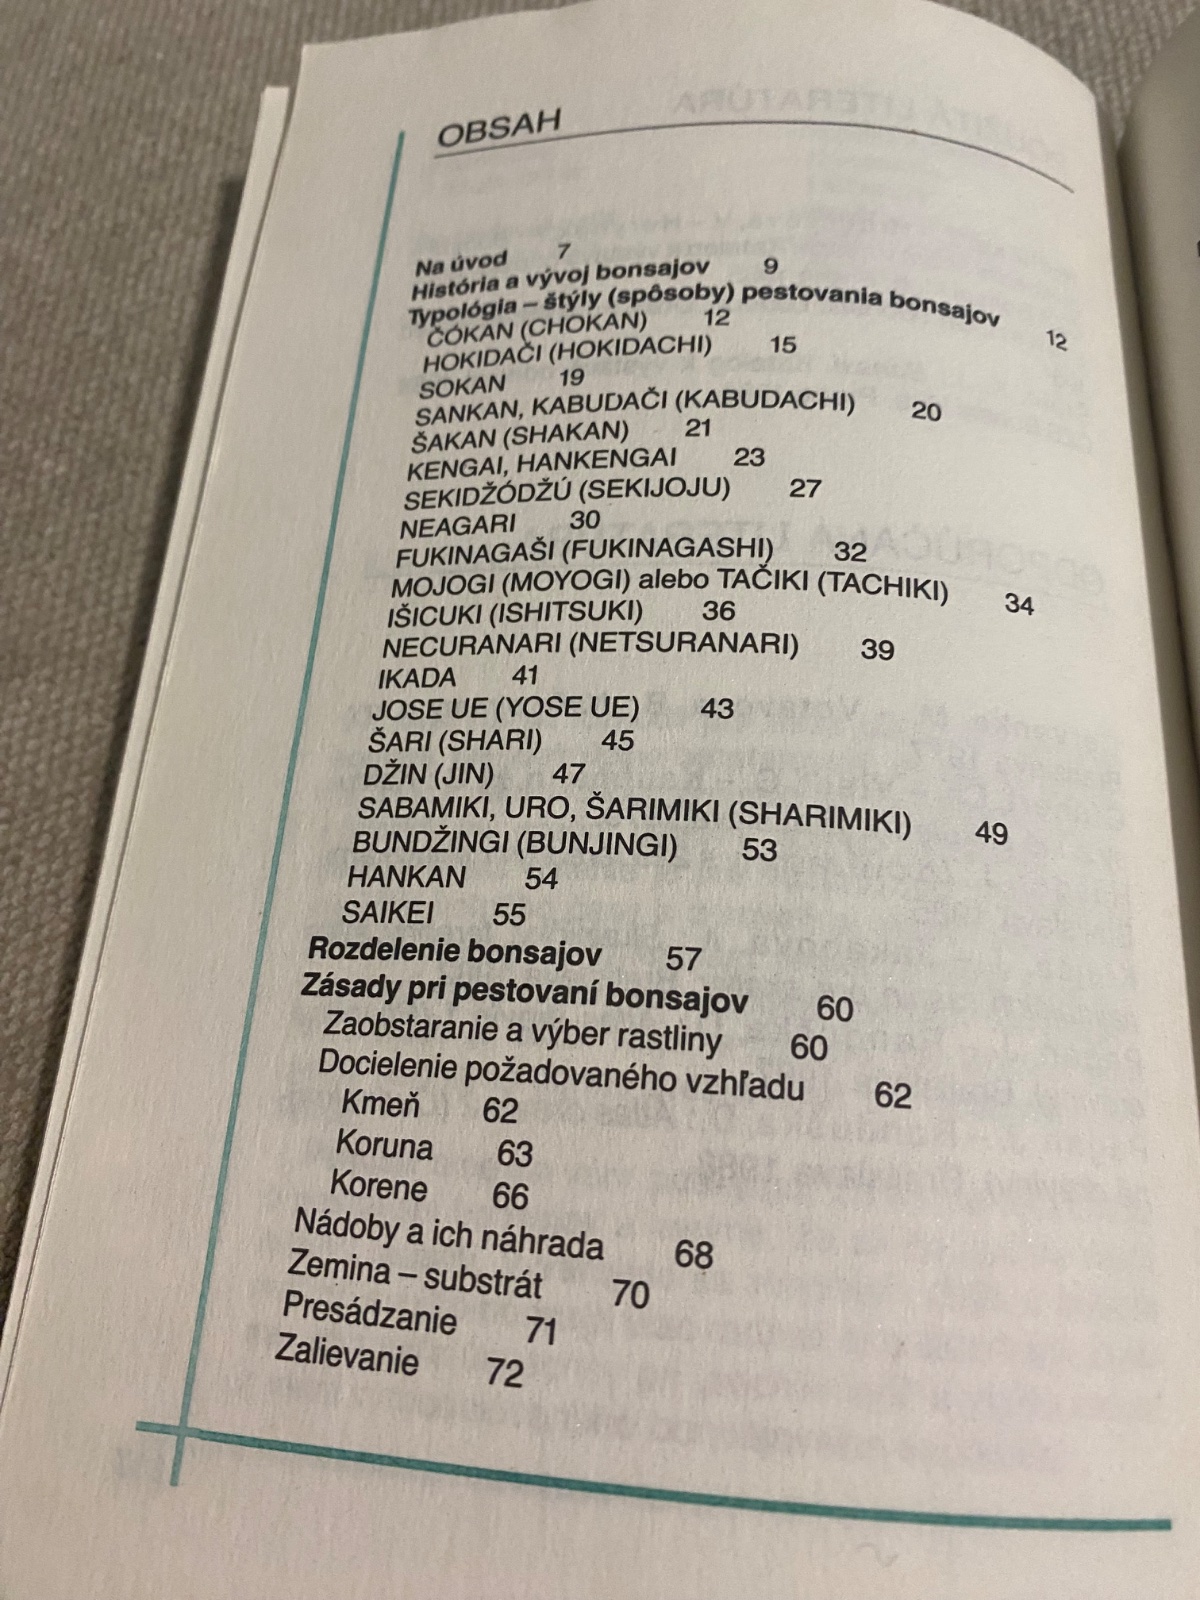 OBSAH
Na úvod 7
História a vývoj bonsajov 9
Typológia – štýly (spôsoby) pestovania bonsajov 12
ČÓKAN (CHOKAN) 12
HOKIDAČI (HOKIDACHI) 15
SOKAN 19
SANKAN, KABUDAČI (KABUDACHI) 20
ŠAKAN (SHAKAN) 21
KENGAI, HANKENGAI 23
SEKIDŽÓDŽÚ (SEKIJOJU) 27
NEAGARI 30
FUKINAGAŠI (FUKINAGASHI) 32
MOJOGI (MOYOGI) alebo TAČIKI (TACHIKI) 34
IŠICUKI (ISHITSUKI) 36
NECURANARI (NETSURANARI) 39
IKADA 41
JOSE UE (YOSE UE) 43
ŠARI (SHARI) 45
DŽIN (JIN) 47
SABAMIKI, URO, ŠARIMIKI (SHARIMIKI) 49
BUNDŽINGI (BUNJINGI) 53
HANKAN 54
SAIKEI 55
Rozdelenie bonsajov 57
Zásady pri pestovaní bonsajov 60
Zaobstaranie a výber rastliny 60
Docielenie požadovaného vzhľadu 62
Kmeň 62
Koruna 63
Korene 66
Nádoby a ich náhrada 68
Zemina – substrát 70
Presádzanie 71
Zalievanie 72